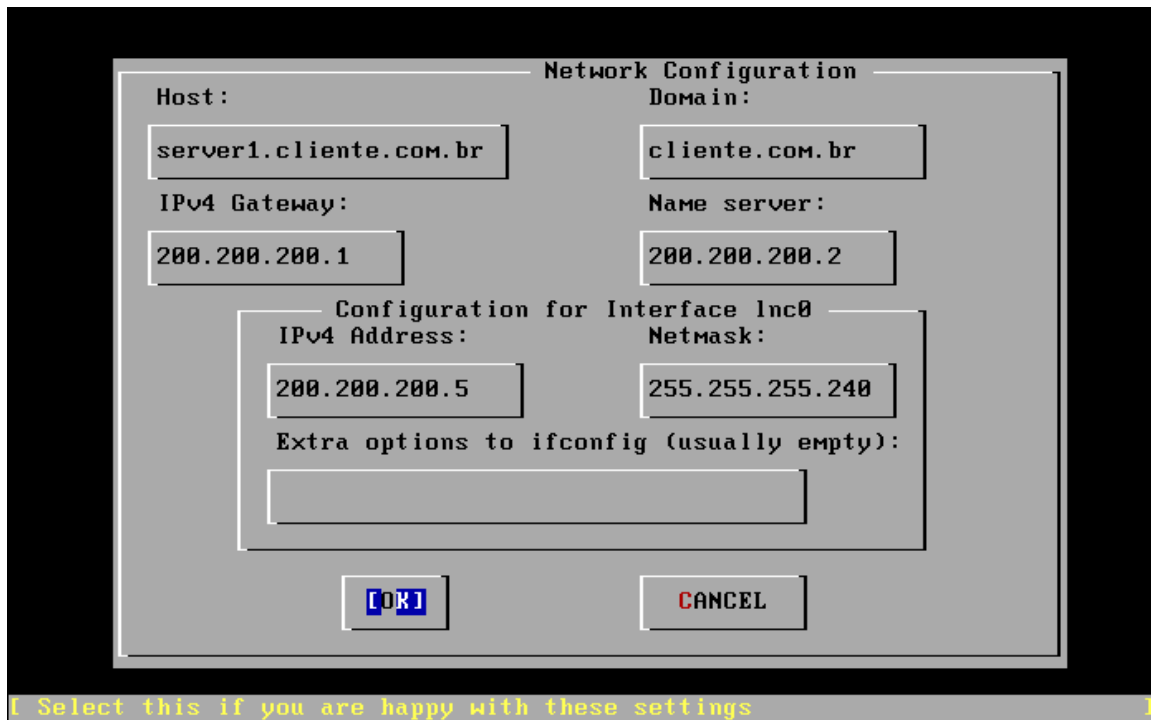 Network Configuration
Host: Domain:
server1.cliente.com.br cliente.com.br
IPv4 Gateway: Name server:
200.200.200.1 200.200.200.2
Configuration for Interface lnc0
IPv4 Address: Netmask:
200.200.200.5 255.255.255.240
Extra options to ifconfig (usually empty):
[OK] CANCEL
[ Select this if you are happy with these settings ]